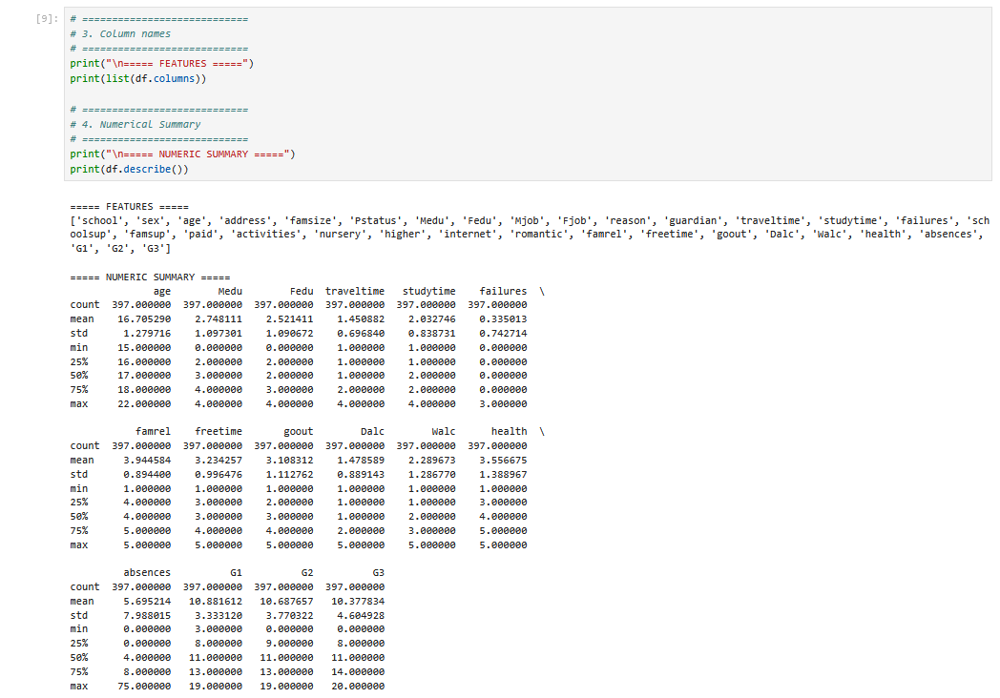 [9]:
# ============================
# 3. Column names
# ============================
print("\n===== FEATURES =====")
print(list(df.columns))
# ============================
# 4. Numerical Summary
# ============================
print("\n===== NUMERIC SUMMARY =====")
print(df.describe())
===== FEATURES =====
['school', 'sex', 'age', 'address', 'famsize', 'Pstatus', 'Medu', 'Fedu', 'Mjob', 'Fjob', 'reason', 'guardian', 'traveltime', 'studytime', 'failures', 'sch
oolsup', 'famsup', 'paid', 'activities', 'nursery', 'higher', 'internet', 'romantic', 'famrel', 'freetime', 'goout', 'Dalc', 'Walc', 'health', 'absences',
'G1', 'G2', 'G3']
===== NUMERIC SUMMARY =====
age Medu Fedu traveltime studytime failures \
count 397.000000 397.000000 397.000000 397.000000 397.000000 397.000000
mean 16.705290 2.748111 2.521411 1.450882 2.032746 0.335013
std 1.279716 1.097301 1.090672 0.696840 0.838731 0.742714
min 15.000000 0.000000 0.000000 1.000000 1.000000 0.000000
25% 16.000000 2.000000 2.000000 1.000000 1.000000 0.000000
50% 17.000000 3.000000 2.000000 1.000000 2.000000 0.000000
75% 18.000000 4.000000 3.000000 2.000000 2.000000 0.000000
max 22.000000 4.000000 4.000000 4.000000 4.000000 3.000000
famrel freetime goout Dalc Walc health \
count 397.000000 397.000000 397.000000 397.000000 397.000000 397.000000
mean 3.944584 3.234257 3.108312 1.478589 2.289673 3.556675
std 0.894400 0.996476 1.112762 0.889143 1.286770 1.388967
min 1.000000 1.000000 1.000000 1.000000 1.000000 1.000000
25% 4.000000 3.000000 2.000000 1.000000 1.000000 3.000000
50% 4.000000 3.000000 3.000000 1.000000 2.000000 4.000000
75% 5.000000 4.000000 4.000000 2.000000 3.000000 5.000000
max 5.000000 5.000000 5.000000 5.000000 5.000000 5.000000
absences G1 G2 G3
count 397.000000 397.000000 397.000000 397.000000
mean 5.695214 10.881612 10.687657 10.377834
std 7.988015 3.333120 3.770322 4.604928
min 0.000000 3.000000 0.000000 0.000000
25% 0.000000 8.000000 9.000000 8.000000
50% 4.000000 11.000000 11.000000 11.000000
75% 8.000000 13.000000 13.000000 14.000000
max 75.000000 19.000000 19.000000 20.000000